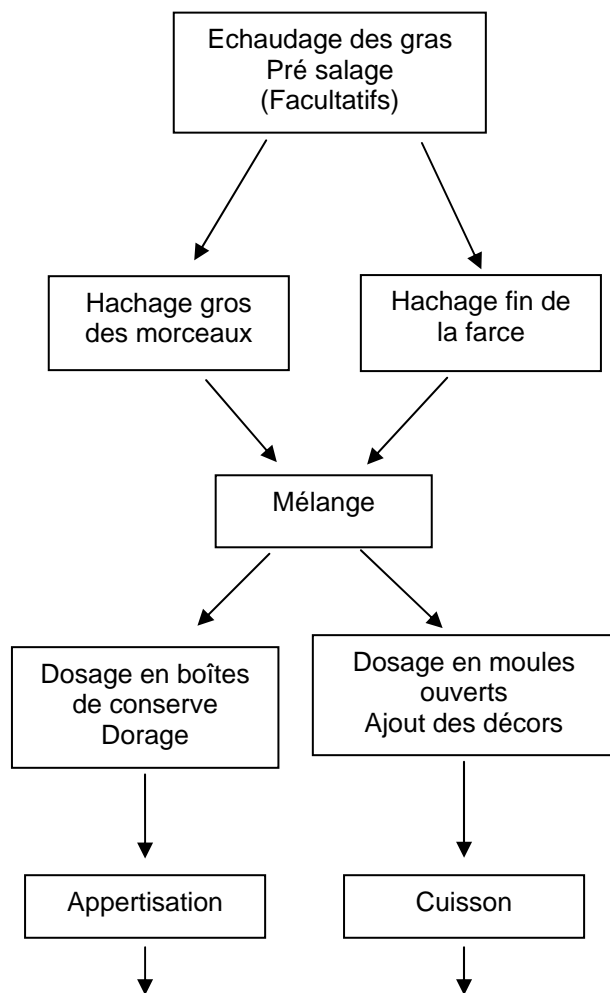 Echaudage des gras
Pré salage
(Facultatifs)
Hachage gros
des morceaux
Hachage fin de
la farce
Mélange
Dosage en boîtes
de conserve
Dorage
Dosage en moules
ouverts
Ajout des décors
Appertisation
Cuisson